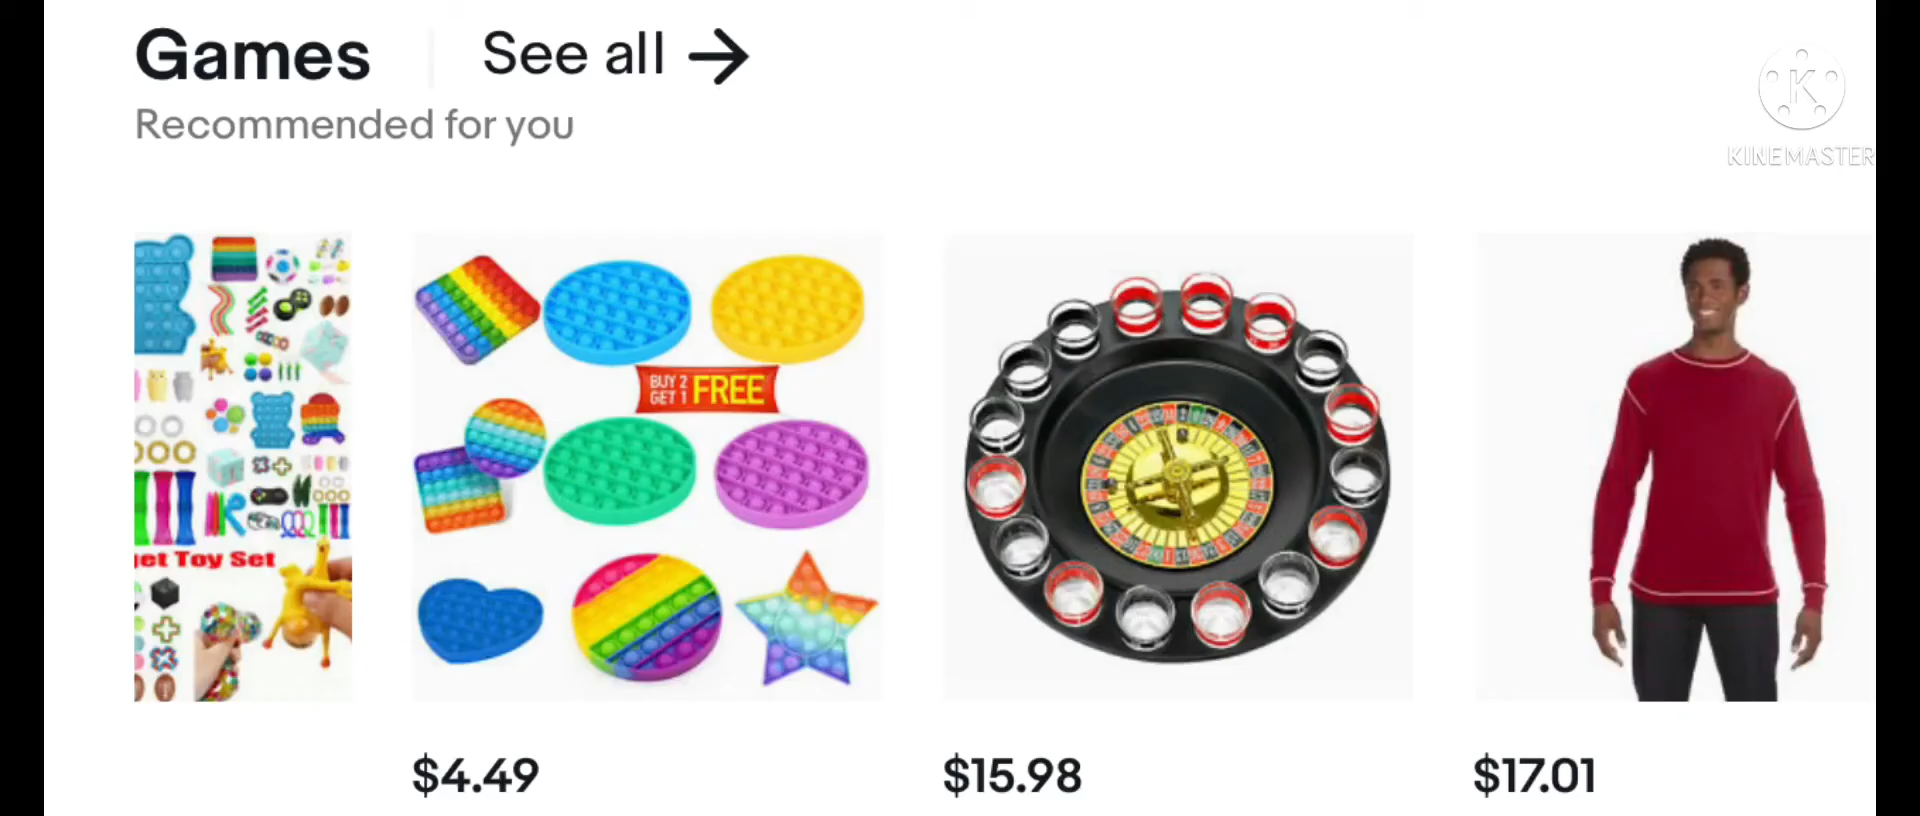 Games
See all →
Recommended for you
K
KINEMASTER
BUY 2
GET 1 FREE
et Toy Set
$4.49
$15.98
$17.01